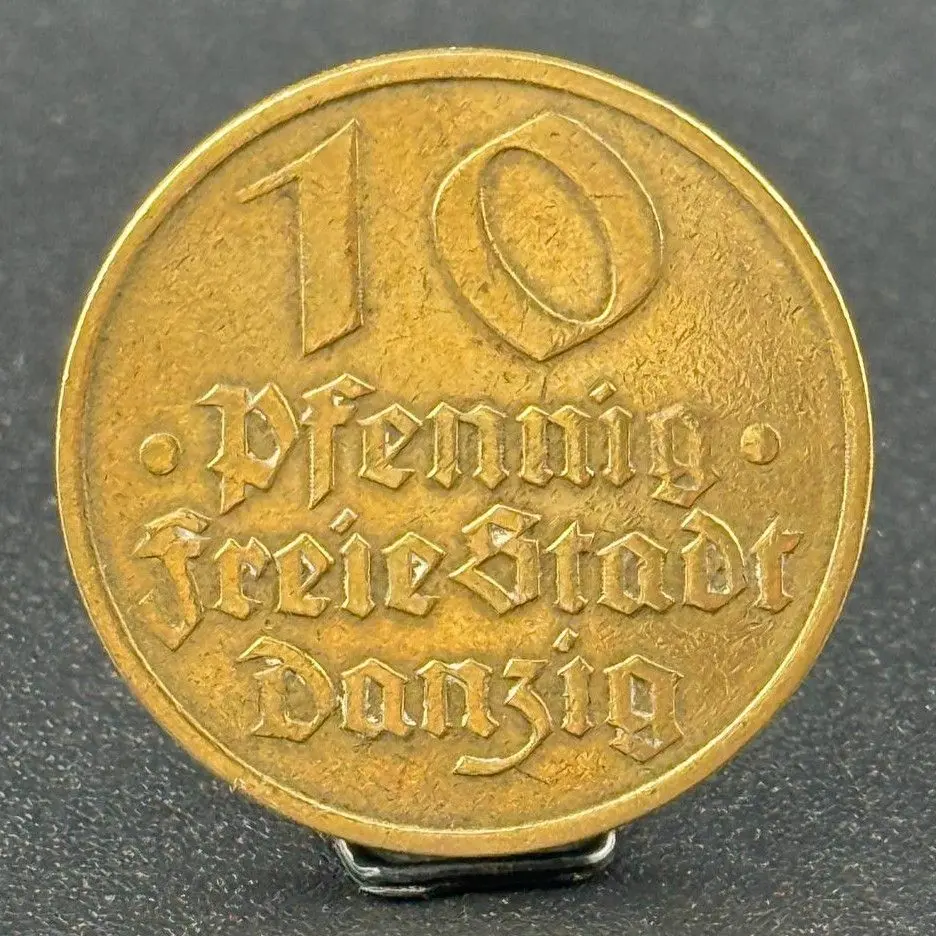 10
· Pfennig ·
Freie Stadt
Danzig